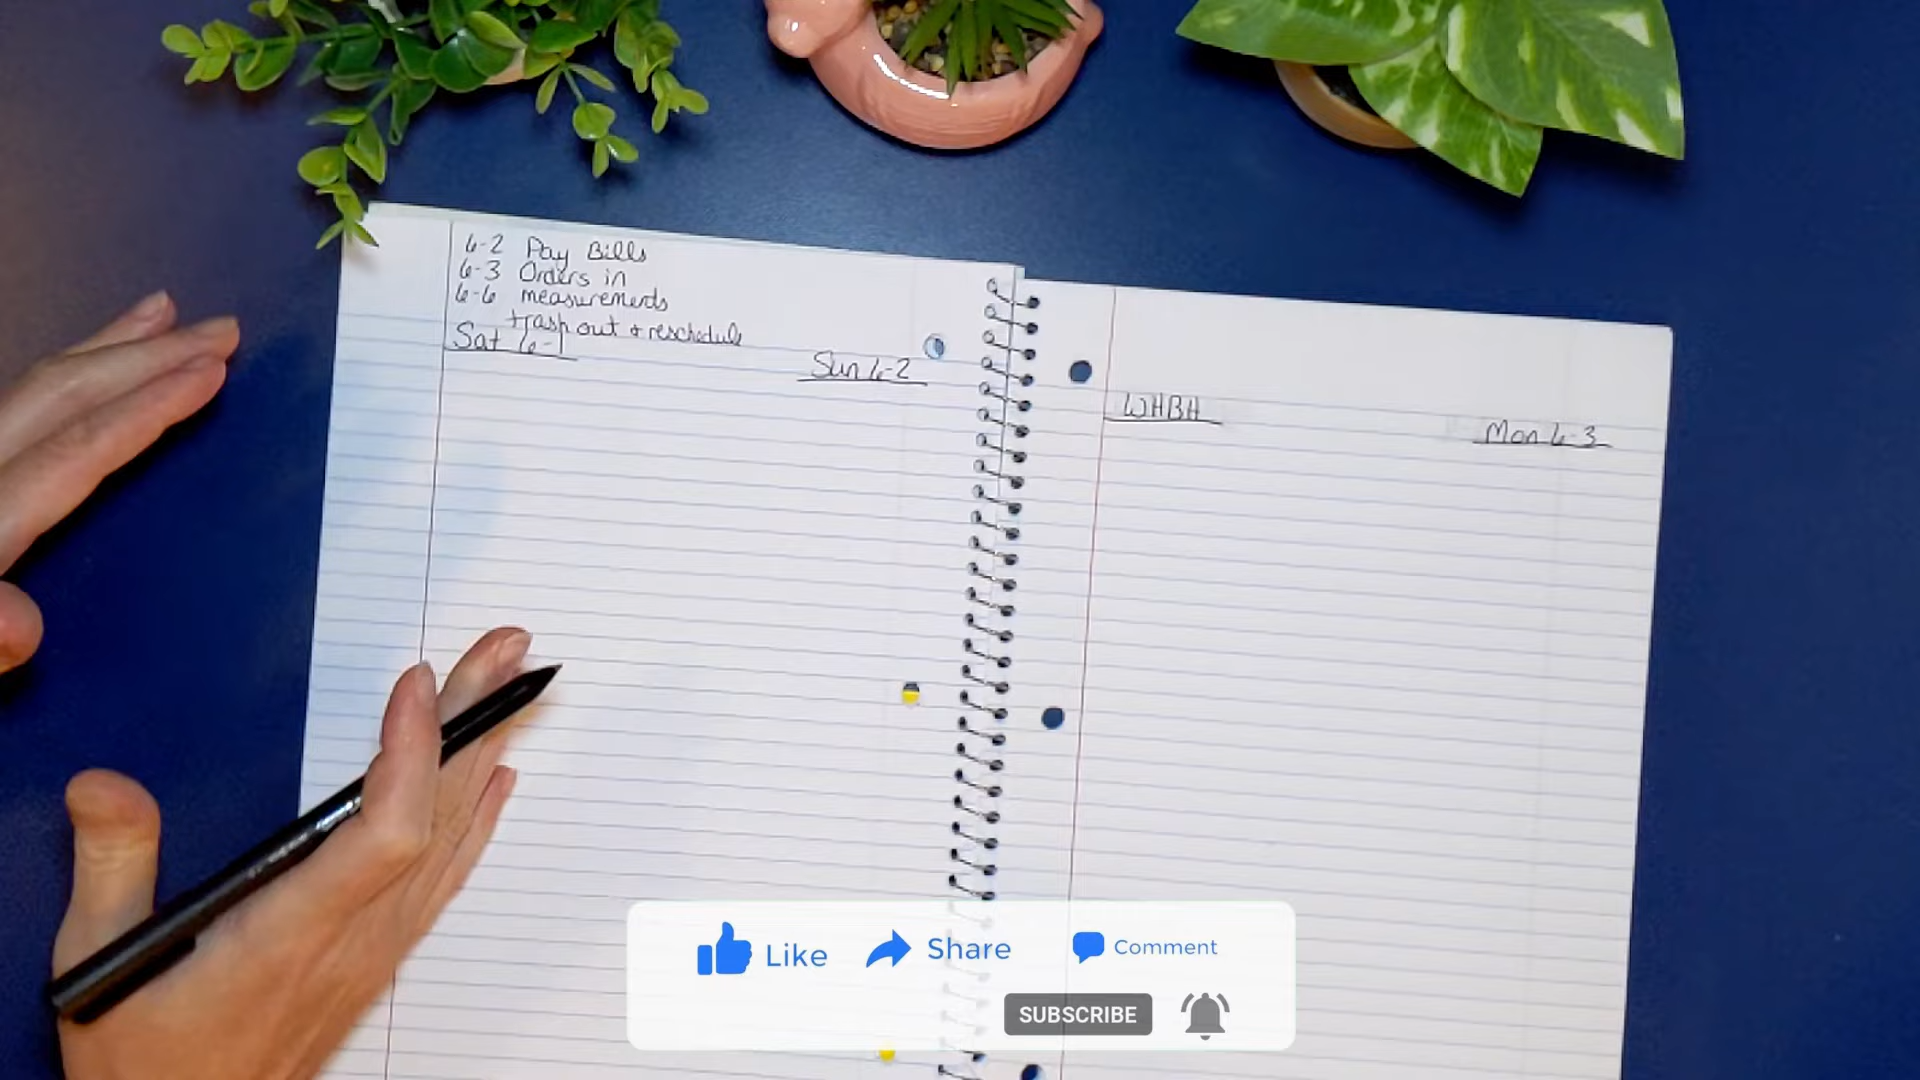 6-2 Pay Bills
6-3 Orders in
6-6 measurements
trash out & reschedule
Sat 6-1
Sun 6-2
WHBH
Mon 6-3
Like Share Comment
SUBSCRIBE